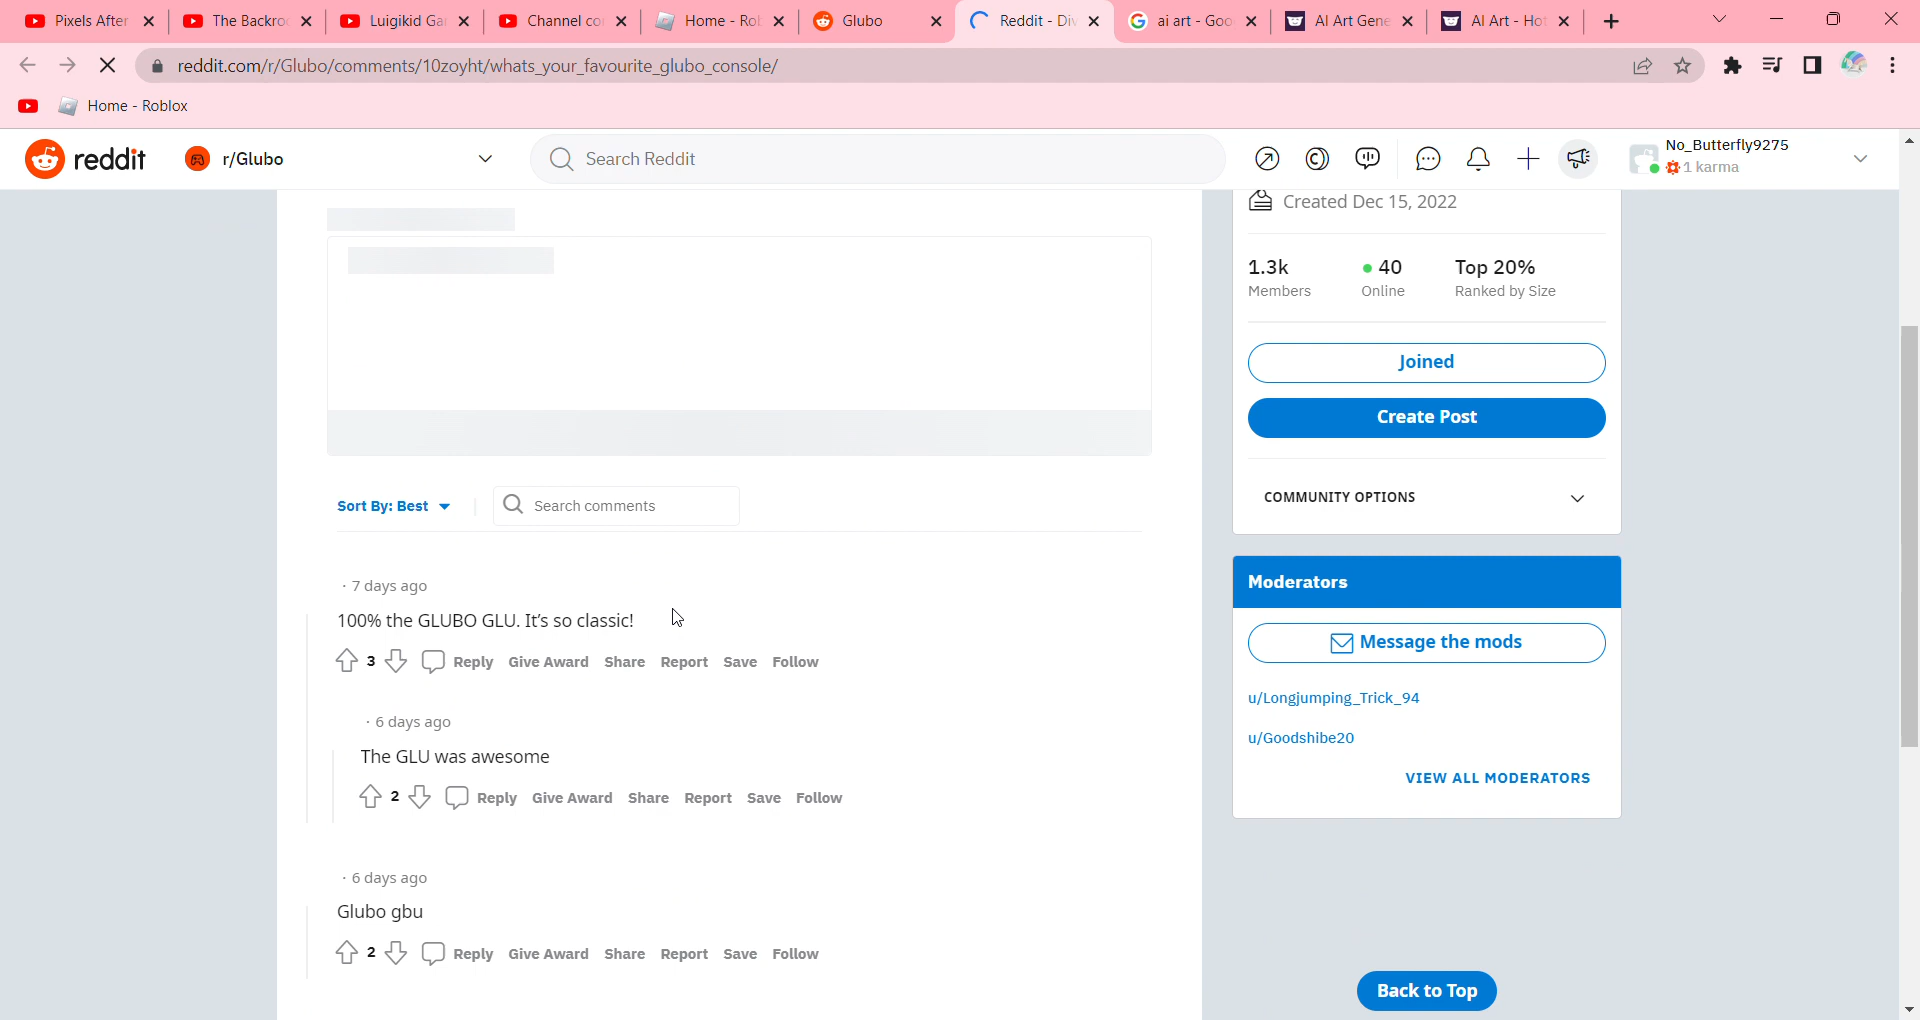 Pixels After
The Backro
Luigikid Ga
Channel co
Home - Ro
Glubo
Reddit - Di
ai art - Goo
AI Art Gene
AI Art - Hot
reddit.com/r/Glubo/comments/10zoyht/whats_your_favourite_glubo_console/
Home - Roblox
reddit
r/Glubo
Search Reddit
No_Butterfly9275
1 karma
Created Dec 15, 2022
1.3k
40
Top 20%
Members
Online
Ranked by Size
Joined
Create Post
COMMUNITY OPTIONS
Sort By: Best
Search comments
· 7 days ago
100% the GLUBO GLU. It's so classic!
3 Reply Give Award Share Report Save Follow
· 6 days ago
The GLU was awesome
2 Reply Give Award Share Report Save Follow
· 6 days ago
Glubo gbu
2 Reply Give Award Share Report Save Follow
Moderators
Message the mods
u/Longjumping_Trick_94
u/Goodshibe20
VIEW ALL MODERATORS
Back to Top